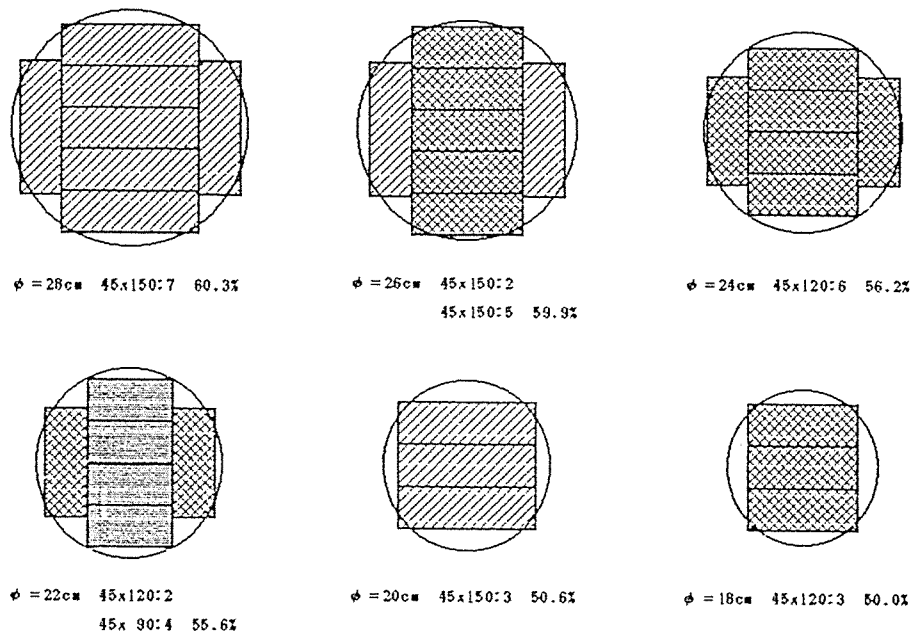 φ = 28cm 45x150:7 60.3%
φ = 26cm 45x150:2
45x150:5 59.9%
φ = 24cm 45x120:6 56.2%
φ = 22cm 45x120:2
45x 90:4 55.6%
φ = 20cm 45x150:3 50.6%
φ = 18cm 45x120:3 50.0%